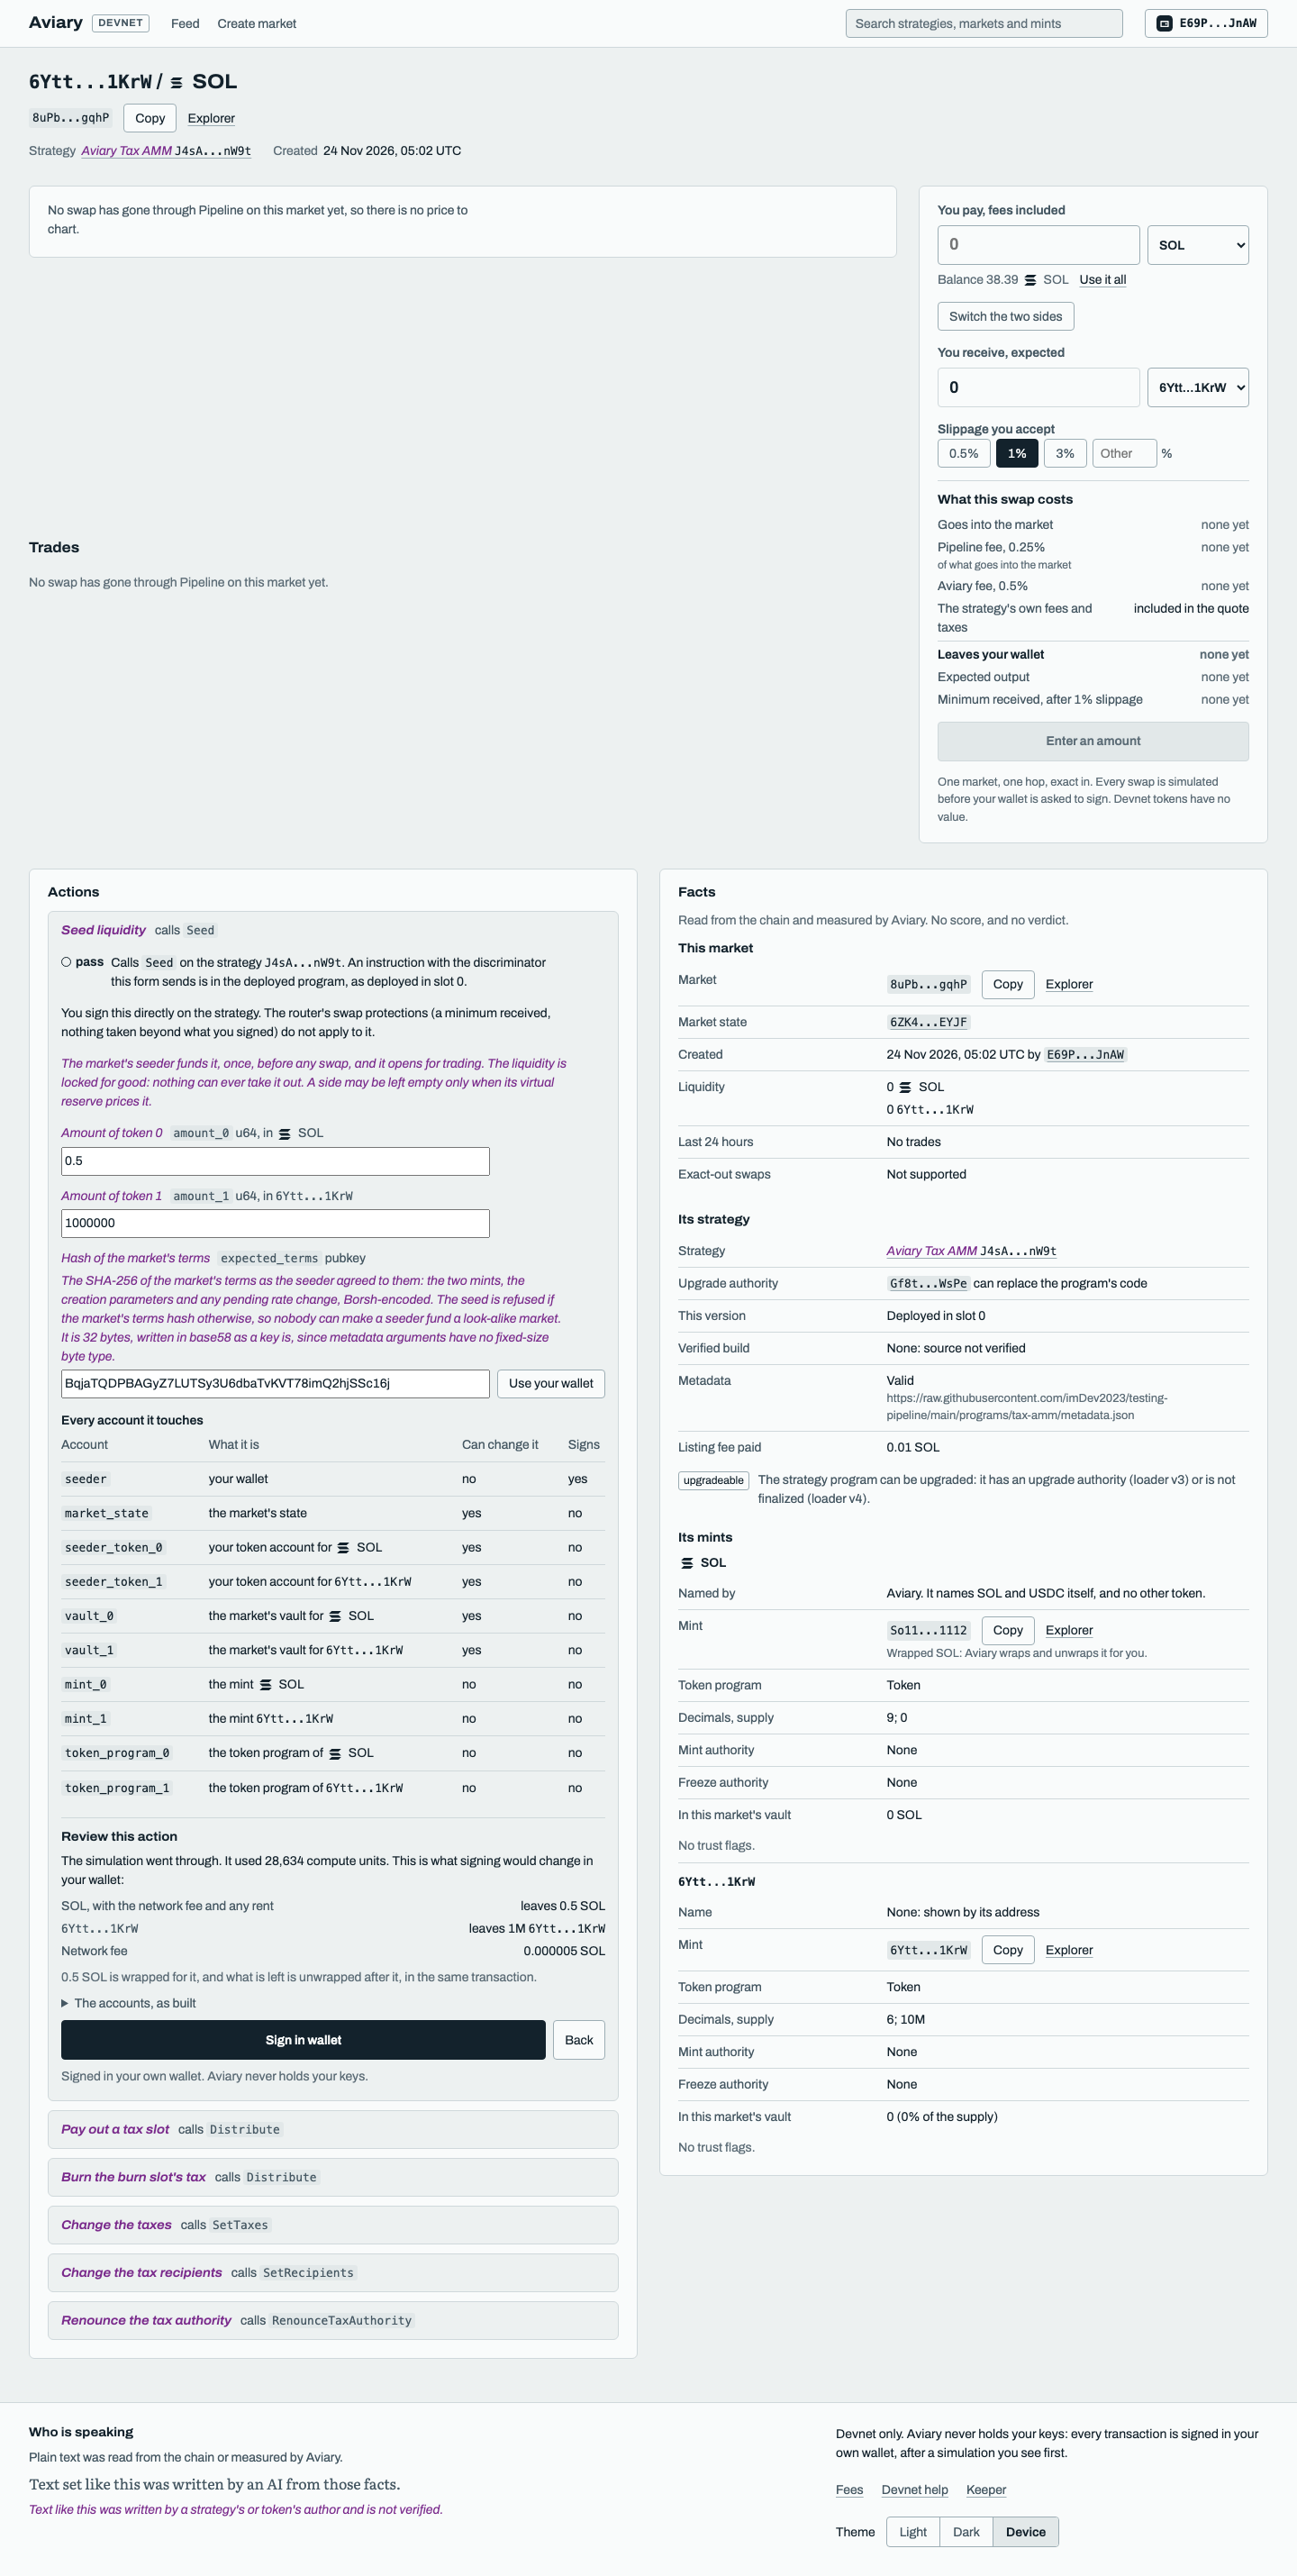 Aviary DEVNET Feed Create market Search strategies, markets and mints E69P...JnAW
6Ytt...1KrW / SOL
8uPb...gqhP Copy Explorer
Strategy Aviary Tax AMM J4sA...nW9t Created 24 Nov 2026, 05:02 UTC
No swap has gone through Pipeline on this market yet, so there is no price to
chart.
Trades
No swap has gone through Pipeline on this market yet.
You pay, fees included
0 SOL
Balance 38.39 SOL Use it all
Switch the two sides
You receive, expected
0 6Ytt...1KrW
Slippage you accept
0.5% 1% 3% Other %
What this swap costs
Goes into the market none yet
Pipeline fee, 0.25% none yet
of what goes into the market
Aviary fee, 0.5% none yet
The strategy's own fees and included in the quote
taxes
Leaves your wallet none yet
Expected output none yet
Minimum received, after 1% slippage none yet
Enter an amount
One market, one hop, exact in. Every swap is simulated
before your wallet is asked to sign. Devnet tokens have no
value.
Actions
Seed liquidity calls Seed
pass Calls Seed on the strategy J4sA...nW9t. An instruction with the discriminator
this form sends is in the deployed program, as deployed in slot 0.
You sign this directly on the strategy. The router's swap protections (a minimum received,
nothing taken beyond what you signed) do not apply to it.
The market's seeder funds it, once, before any swap, and it opens for trading. The liquidity is
locked for good: nothing can ever take it out. A side may be left empty only when its virtual
reserve prices it.
Amount of token 0 amount_0 u64, in SOL
0.5
Amount of token 1 amount_1 u64, in 6Ytt...1KrW
1000000
Hash of the market's terms expected_terms pubkey
The SHA-256 of the market's terms as the seeder agreed to them: the two mints, the
creation parameters and any pending rate change, Borsh-encoded. The seed is refused if
the market's terms hash otherwise, so nobody can make a seeder fund a look-alike market.
It is 32 bytes, written in base58 as a key is, since metadata arguments have no fixed-size
byte type.
BqjaTQDPBAGyZ7LUTSy3U6dbaTvKVT78imQ2hjSSc16j Use your wallet
Every account it touches
Account What it is Can change it Signs
seeder your wallet no yes
market_state the market's state yes no
seeder_token_0 your token account for SOL yes no
seeder_token_1 your token account for 6Ytt...1KrW yes no
vault_0 the market's vault for SOL yes no
vault_1 the market's vault for 6Ytt...1KrW yes no
mint_0 the mint SOL no no
mint_1 the mint 6Ytt...1KrW no no
token_program_0 the token program of SOL no no
token_program_1 the token program of 6Ytt...1KrW no no
Review this action
The simulation went through. It used 28,634 compute units. This is what signing would change in
your wallet:
SOL, with the network fee and any rent leaves 0.5 SOL
6Ytt...1KrW leaves 1M 6Ytt...1KrW
Network fee 0.000005 SOL
0.5 SOL is wrapped for it, and what is left is unwrapped after it, in the same transaction.
The accounts, as built
Sign in wallet Back
Signed in your own wallet. Aviary never holds your keys.
Pay out a tax slot calls Distribute
Burn the burn slot's tax calls Distribute
Change the taxes calls SetTaxes
Change the tax recipients calls SetRecipients
Renounce the tax authority calls RenounceTaxAuthority
Facts
Read from the chain and measured by Aviary. No score, and no verdict.
This market
Market 8uPb...gqhP Copy Explorer
Market state 6ZK4...EYJF
Created 24 Nov 2026, 05:02 UTC by E69P...JnAW
Liquidity 0 SOL
0 6Ytt...1KrW
Last 24 hours No trades
Exact-out swaps Not supported
Its strategy
Strategy Aviary Tax AMM J4sA...nW9t
Upgrade authority Gf8t...WsPe can replace the program's code
This version Deployed in slot 0
Verified build None: source not verified
Metadata Valid
https://raw.githubusercontent.com/imDev2023/testing-
pipeline/main/programs/tax-amm/metadata.json
Listing fee paid 0.01 SOL
upgradeable The strategy program can be upgraded: it has an upgrade authority (loader v3) or is not
finalized (loader v4).
Its mints
SOL
Named by Aviary. It names SOL and USDC itself, and no other token.
Mint So11...1112 Copy Explorer
Wrapped SOL: Aviary wraps and unwraps it for you.
Token program Token
Decimals, supply 9; 0
Mint authority None
Freeze authority None
In this market's vault 0 SOL
No trust flags.
6Ytt...1KrW
Name None: shown by its address
Mint 6Ytt...1KrW Copy Explorer
Token program Token
Decimals, supply 6; 10M
Mint authority None
Freeze authority None
In this market's vault 0 (0% of the supply)
No trust flags.
Who is speaking
Plain text was read from the chain or measured by Aviary.
Text set like this was written by an AI from those facts.
Text like this was written by a strategy's or token's author and is not verified.
Devnet only. Aviary never holds your keys: every transaction is signed in your
own wallet, after a simulation you see first.
Fees Devnet help Keeper
Theme Light Dark Device